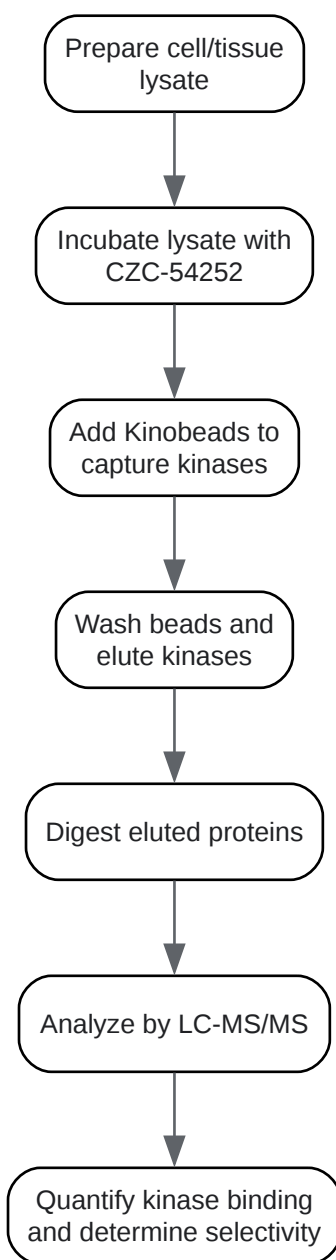 Prepare cell/tissue
lysate
Incubate lysate with
CZC-54252
Add Kinobeads to
capture kinases
Wash beads and
elute kinases
Digest eluted proteins
Analyze by LC-MS/MS
Quantify kinase binding
and determine selectivity